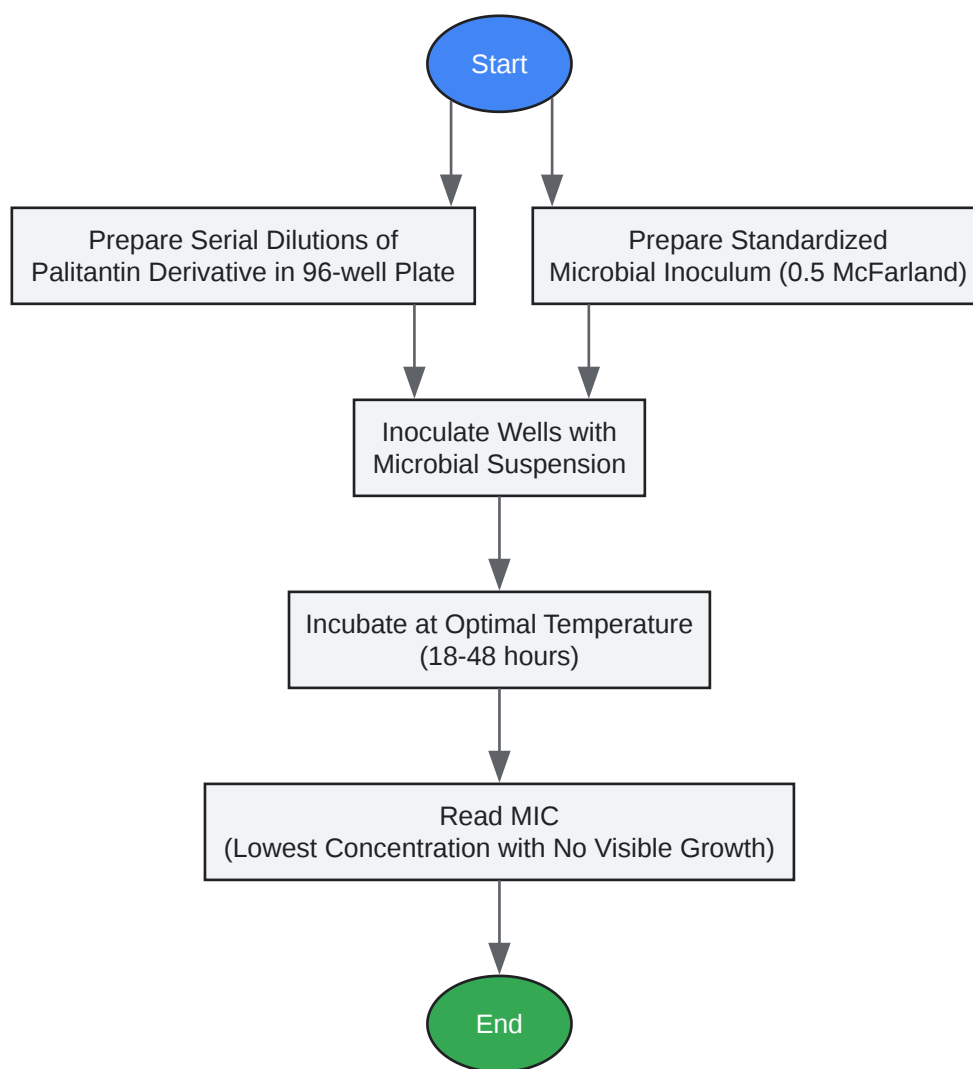 Start
Prepare Serial Dilutions of
Palitantin Derivative in 96-well Plate
Prepare Standardized
Microbial Inoculum (0.5 McFarland)
Inoculate Wells with
Microbial Suspension
Incubate at Optimal Temperature
(18-48 hours)
Read MIC
(Lowest Concentration with No Visible Growth)
End